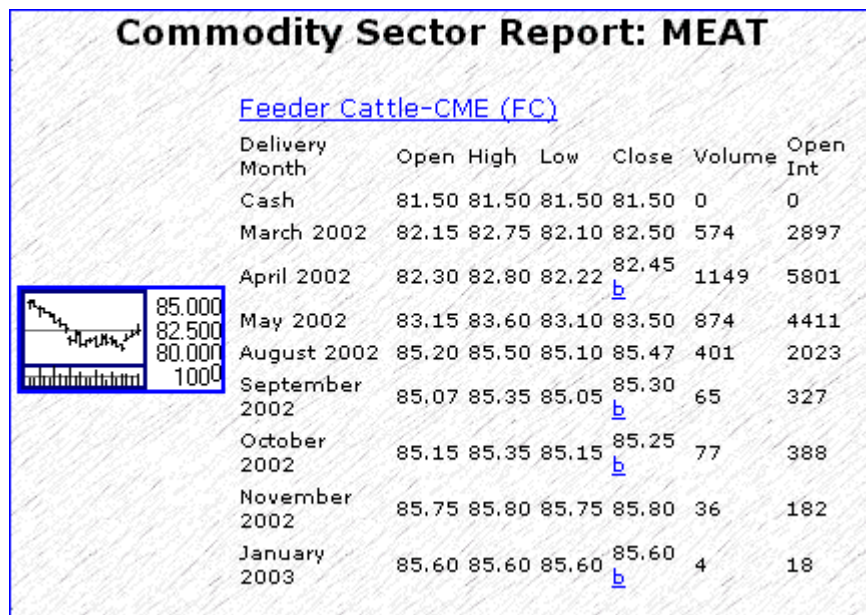 Commodity Sector Report: MEAT
Feeder Cattle-CME (FC)
Delivery Month Open High Low Close Volume Open Int
Cash 81.50 81.50 81.50 81.50 0 0
March 2002 82.15 82.75 82.10 82.50 574 2897
April 2002 82.30 82.80 82.22 82.45 b 1149 5801
May 2002 83.15 83.60 83.10 83.50 874 4411
August 2002 85.20 85.50 85.10 85.47 401 2023
September 2002 85.07 85.35 85.05 85.30 b 65 327
October 2002 85.15 85.35 85.15 85.25 b 77 388
November 2002 85.75 85.80 85.75 85.80 36 182
January 2003 85.60 85.60 85.60 85.60 b 4 18
85.000
82.500
80.000
1000